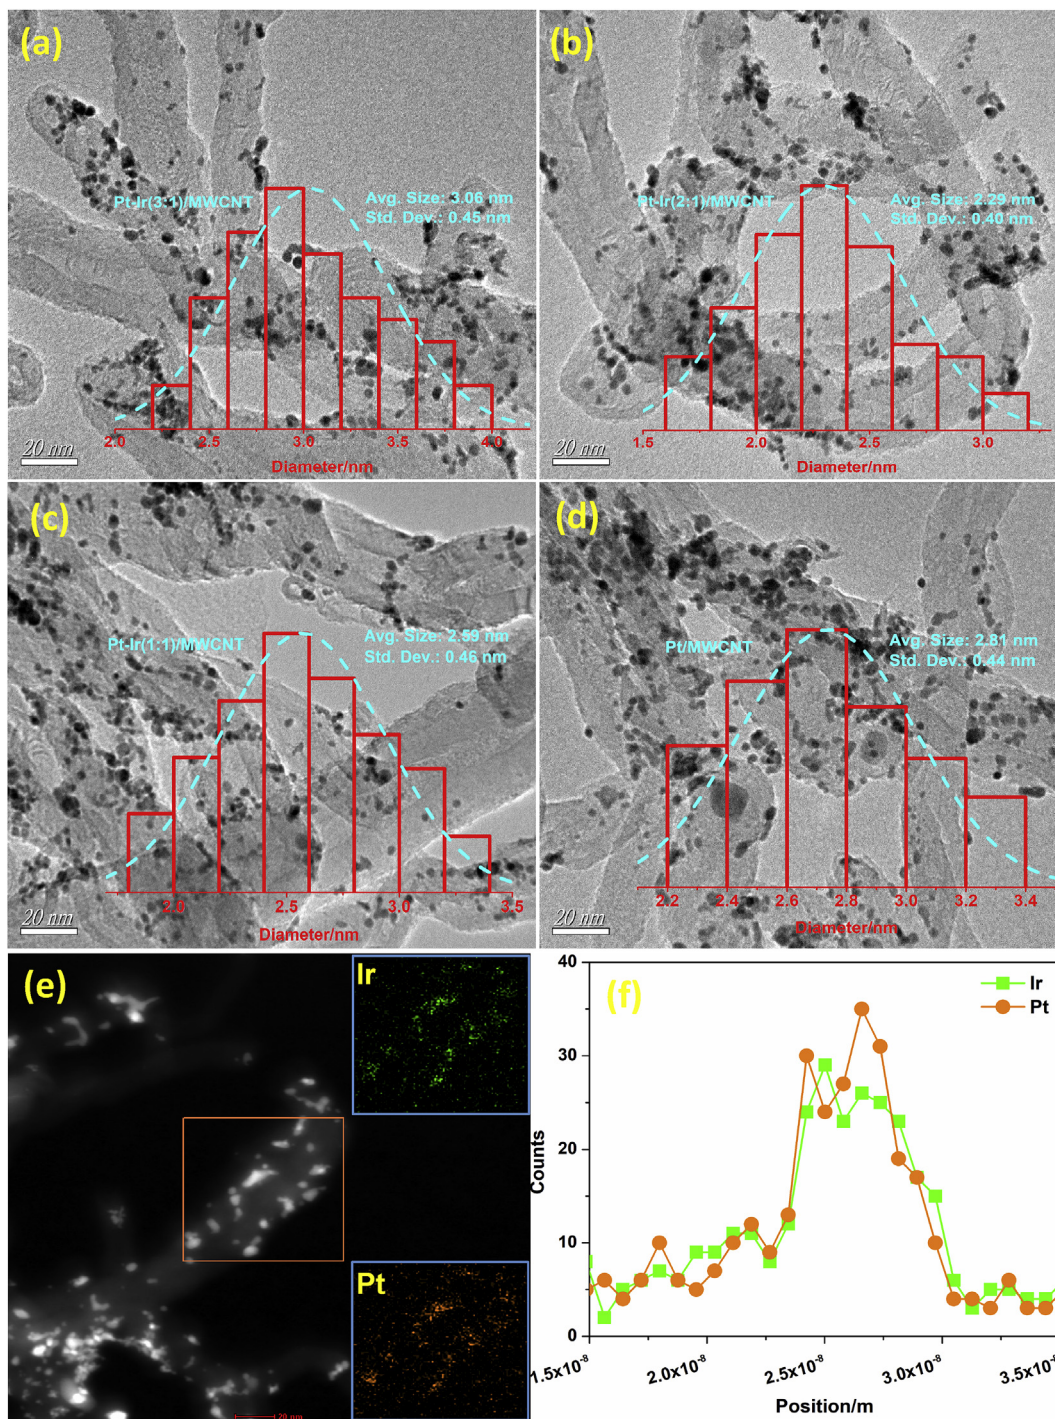 (a)
Pt-Ir(3:1)/MWCNT
Avg. Size: 3.06 nm
Std. Dev.: 0.45 nm
2.0 2.5 3.0 3.5 4.0
20 nm
Diameter/nm
(b)
Pt-Ir(2:1)/MWCNT
Avg. Size: 2.29 nm
Std. Dev.: 0.40 nm
1.5 2.0 2.5 3.0
20 nm
Diameter/nm
(c)
Pt-Ir(1:1)/MWCNT
Avg. Size: 2.59 nm
Std. Dev.: 0.46 nm
2.0 2.5 3.0 3.5
20 nm
Diameter/nm
(d)
Pt/MWCNT
Avg. Size: 2.81 nm
Std. Dev.: 0.44 nm
2.2 2.4 2.6 2.8 3.0 3.2 3.4
20 nm
Diameter/nm
(e)
Ir
Pt
20 nm
(f)
Ir
Pt
40
30
20
10
0
Counts
1.5x10⁻⁸ 2.0x10⁻⁸ 2.5x10⁻⁸ 3.0x10⁻⁸ 3.5x10⁻⁸
Position/m